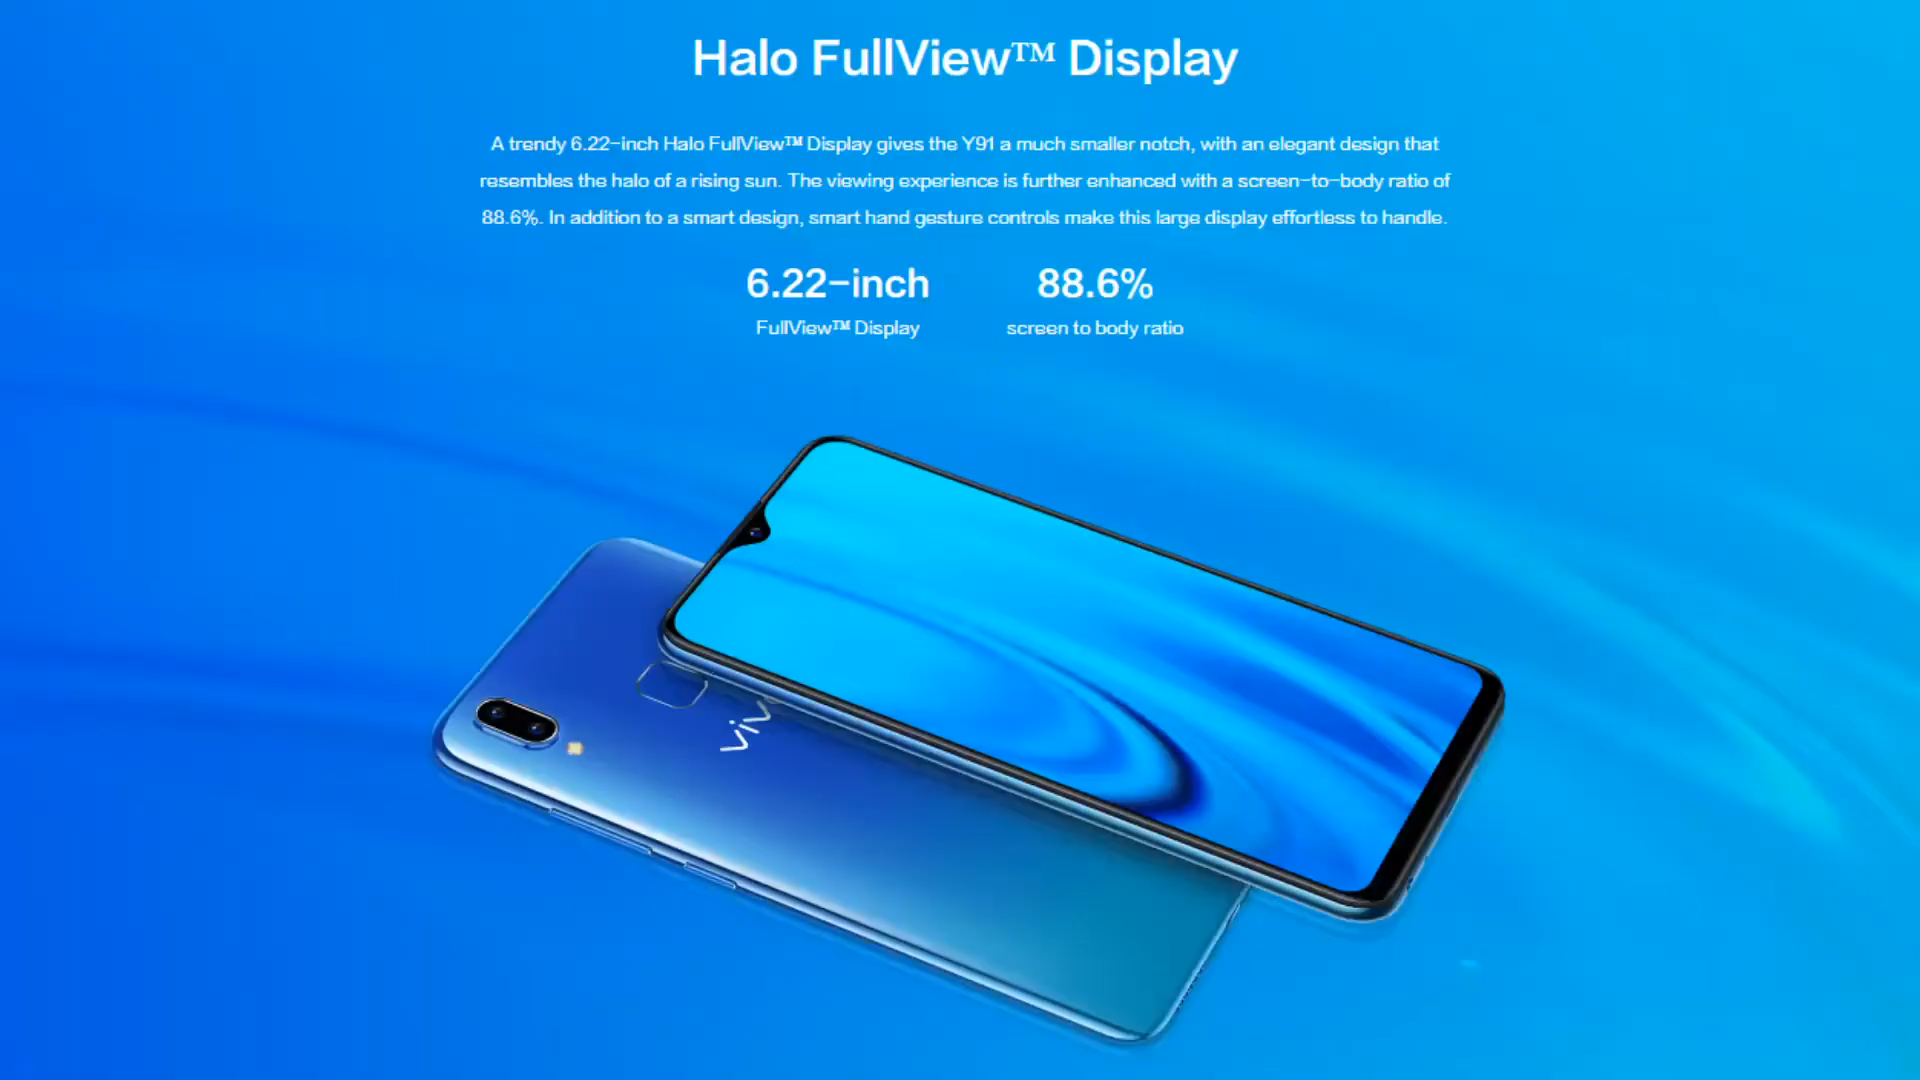 Halo FullView™ Display
A trendy 6.22-inch Halo FullView™ Display gives the Y91 a much smaller notch, with an elegant design that
resembles the halo of a rising sun. The viewing experience is further enhanced with a screen-to-body ratio of
88.6%. In addition to a smart design, smart hand gesture controls make this large display effortless to handle.
6.22-inch
88.6%
FullView™ Display
screen to body ratio
viv